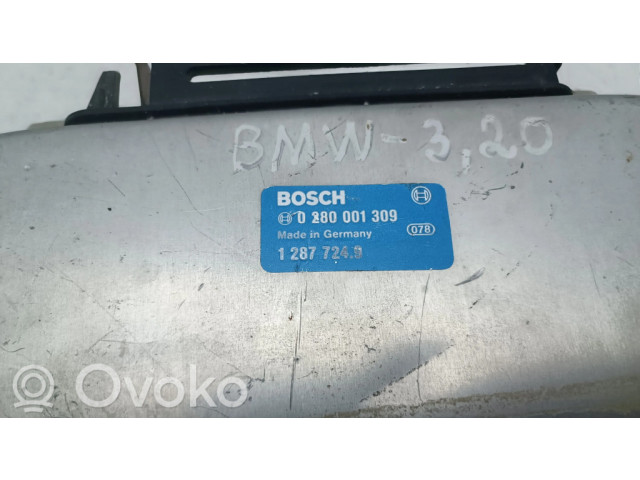 BMW-3,20
BOSCH
0 280 001 309
Made in Germany
078
1 287 724.9
Ovoko